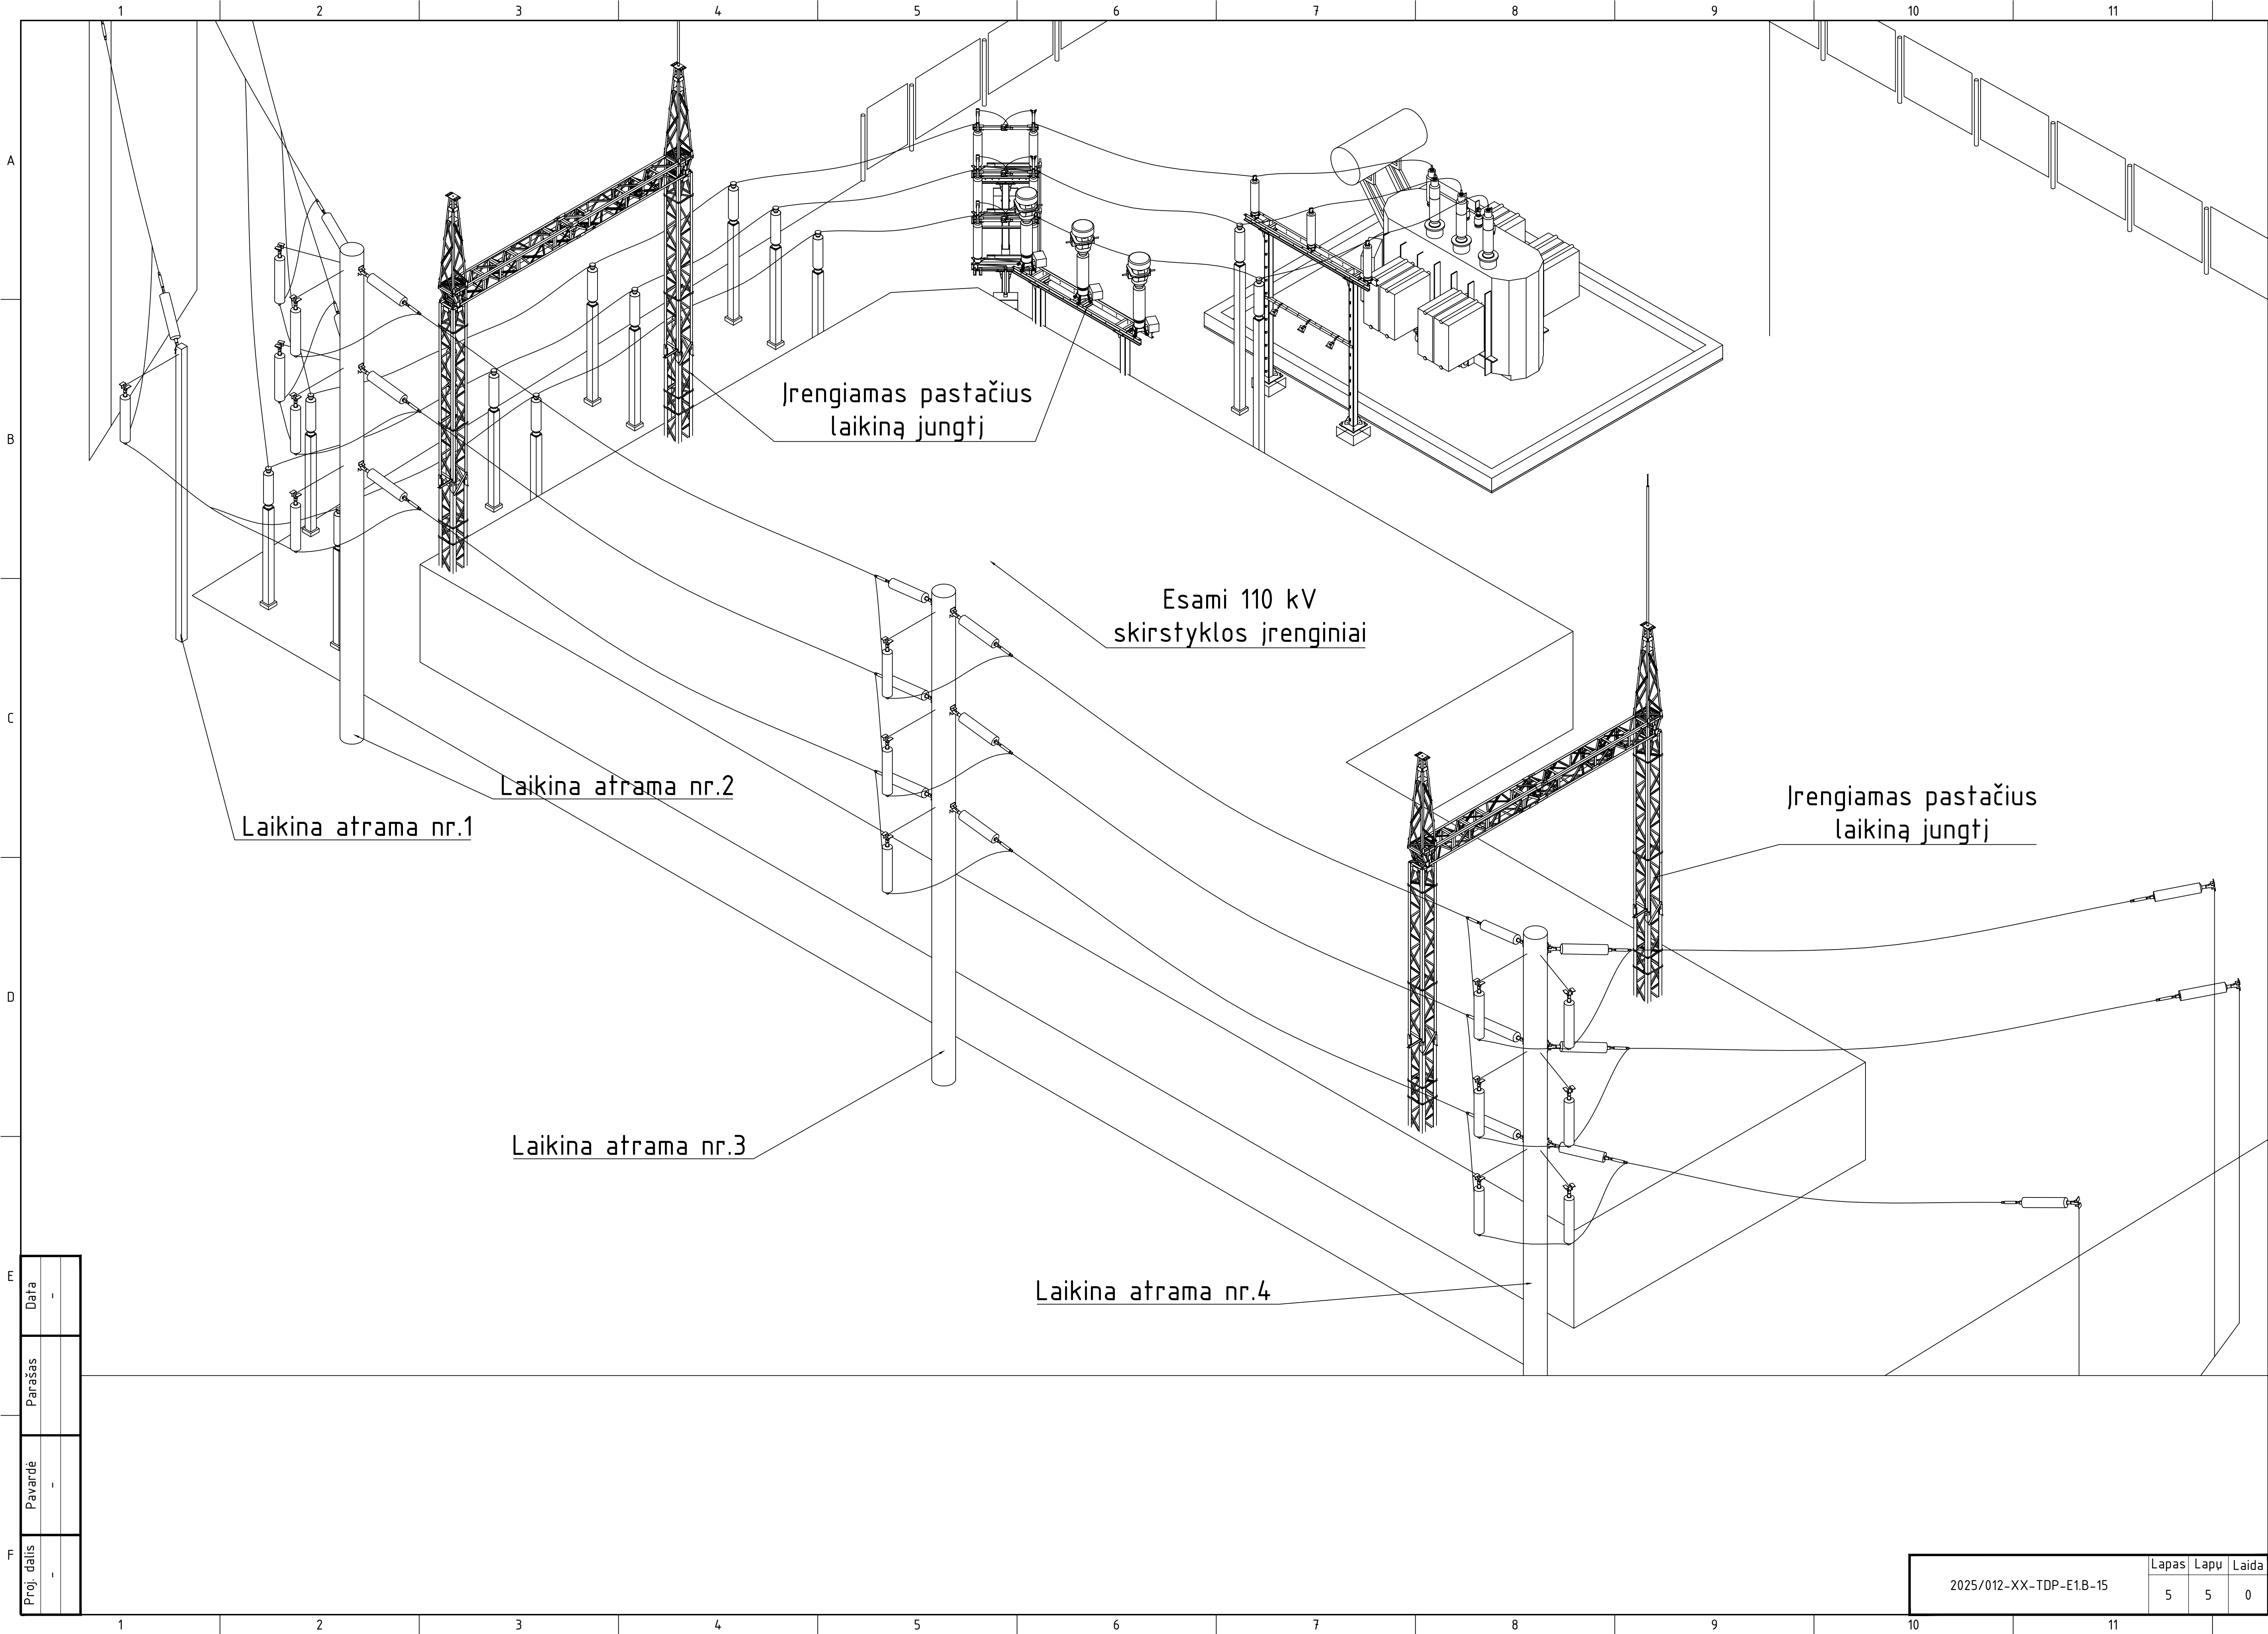 1 2 3 4 5 6 7 8 9 10 11
A
B
C
D
E
F
Įrengiamas pastačius
laikiną jungtį
Esami 110 kV
skirstyklos įrenginiai
Laikina atrama nr.2
Laikina atrama nr.1
Įrengiamas pastačius
laikiną jungtį
Laikina atrama nr.3
Laikina atrama nr.4
Data
-
Parašas
Pavardė
-
Proj. dalis
-
2025/012-XX-TDP-E1.B-15
Lapas Lapų Laida
5 5 0
1 2 3 4 5 6 7 8 9 10 11